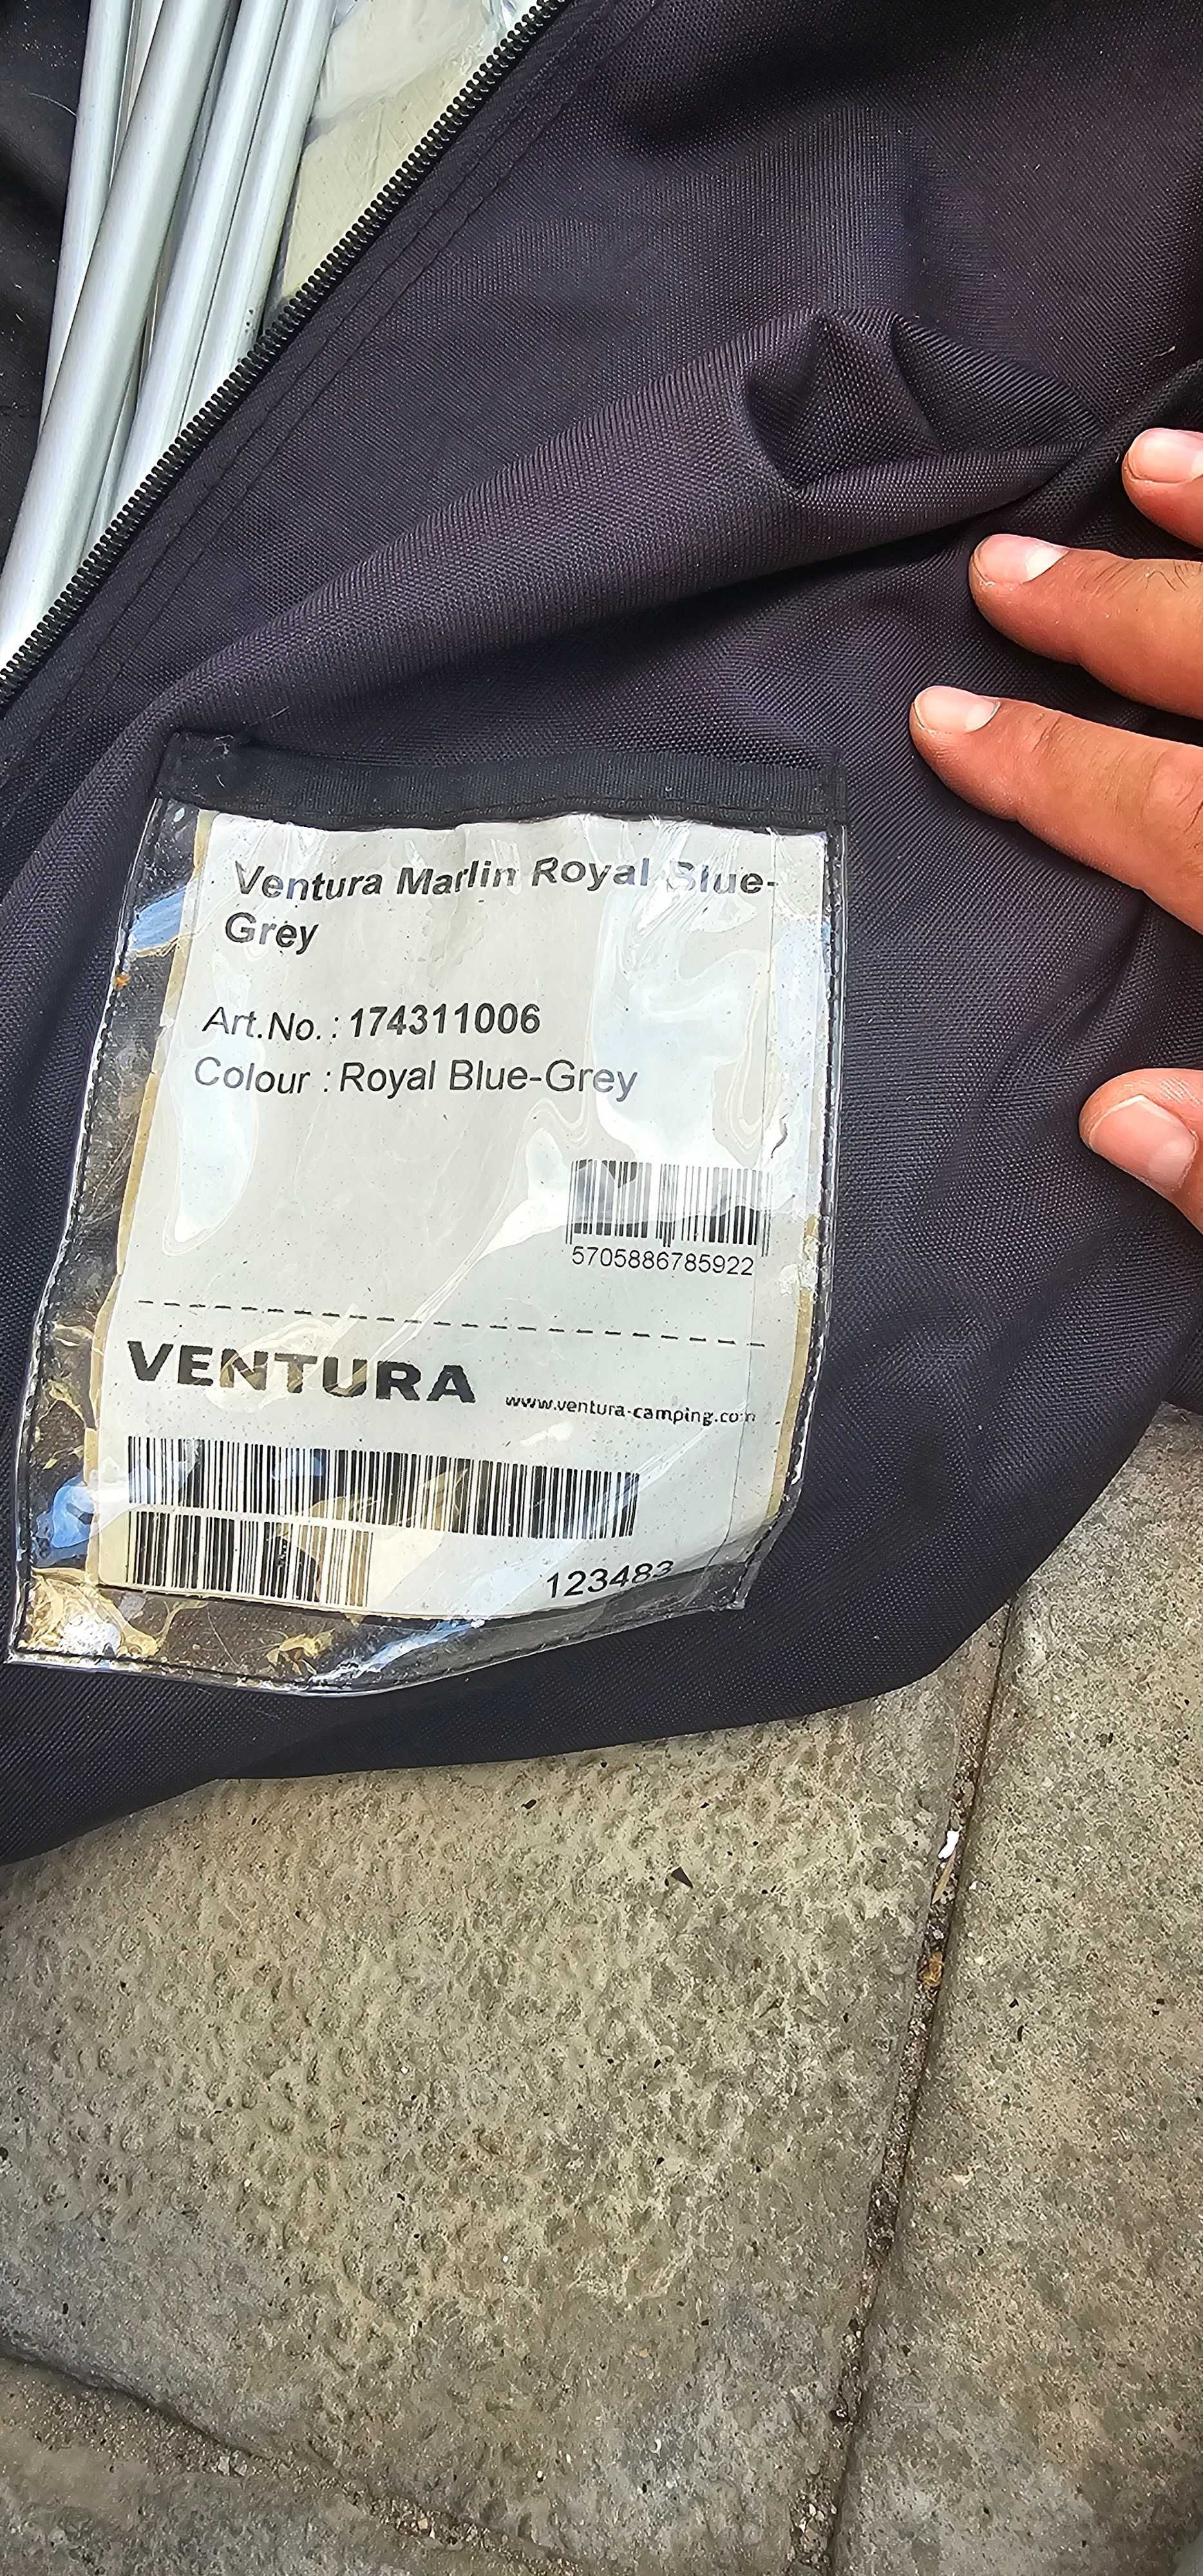 Ventura Marlin Royal Blue-
Grey
Art.No. : 174311006
Colour : Royal Blue-Grey
5705886785922
VENTURA www.ventura-camping.com
123483